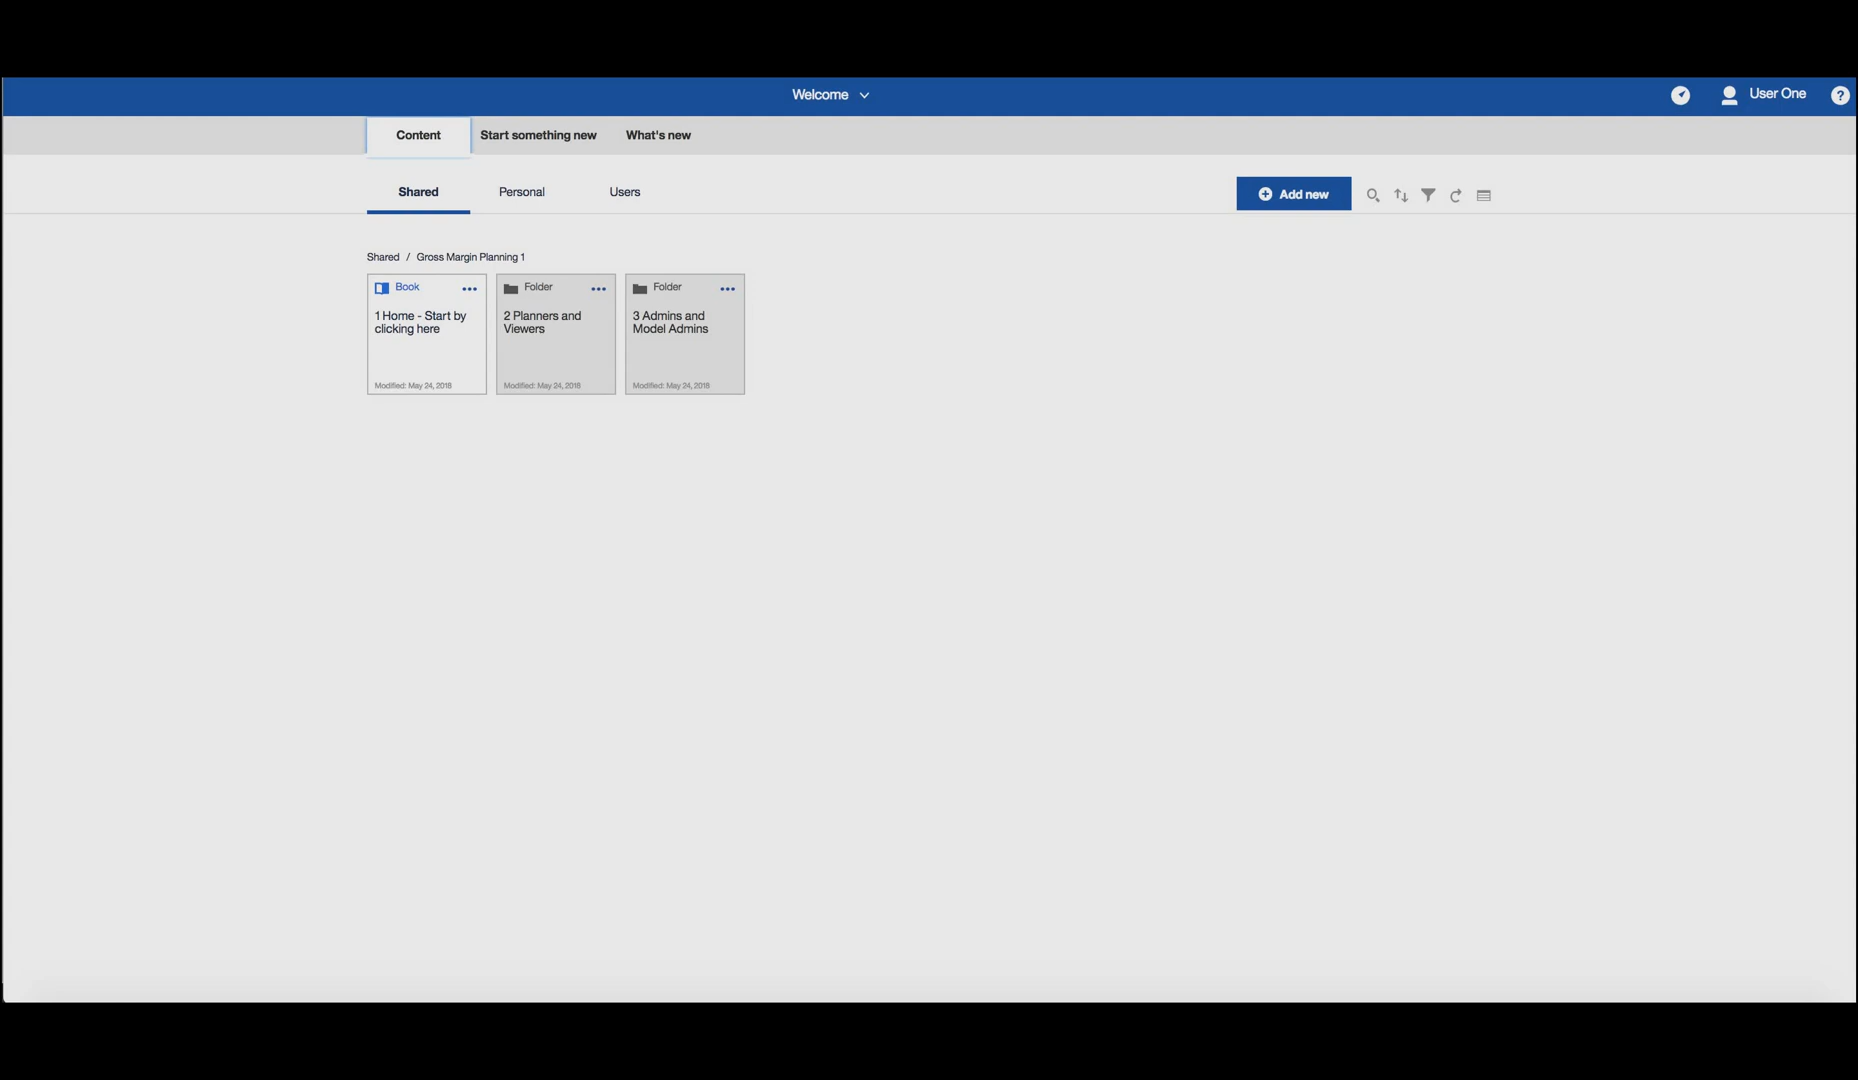 Welcome
User One
?
Content
Start something new
What's new
Shared
Personal
Users
Add new
Shared / Gross Margin Planning 1
Book
1 Home - Start by
clicking here
Modified: May 24, 2018
Folder
2 Planners and
Viewers
Modified: May 24, 2018
Folder
3 Admins and
Model Admins
Modified: May 24, 2018